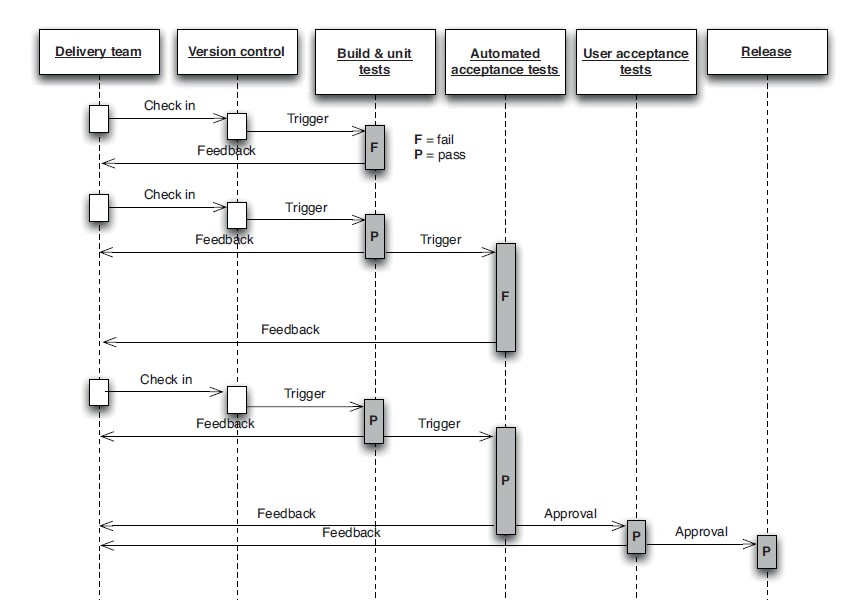 Delivery team
Version control
Build & unit
tests
Automated
acceptance tests
User acceptance
tests
Release
Check in
Trigger
Feedback
F
F = fail
P = pass
Check in
Trigger
Feedback
P
Trigger
F
Feedback
Check in
Trigger
Feedback
P
Trigger
P
Feedback
Approval
Feedback
P
Approval
P